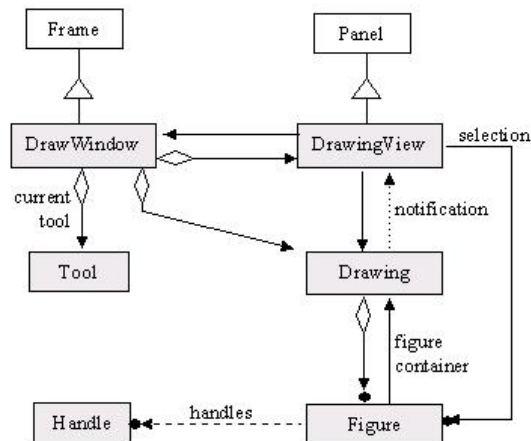 Frame
Panel
DrawWindow
DrawingView
selection
current
tool
notification
Tool
Drawing
figure
container
Handle
handles
Figure